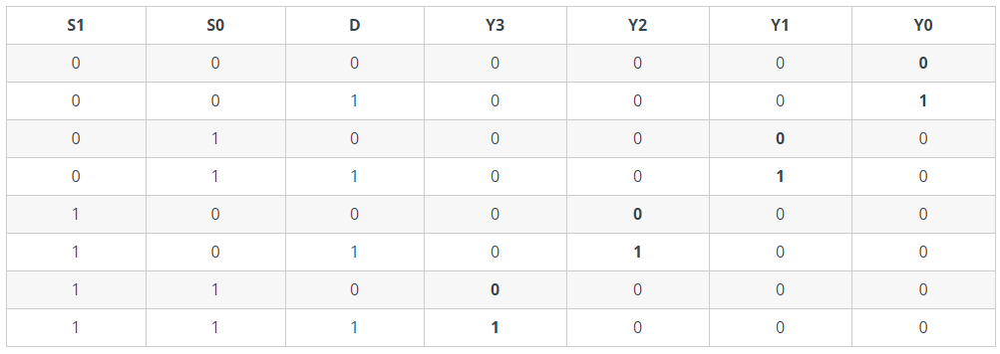 S1 S0 D Y3 Y2 Y1 Y0
0 0 0 0 0 0 0
0 0 1 0 0 0 1
0 1 0 0 0 0 0
0 1 1 0 0 1 0
1 0 0 0 0 0 0
1 0 1 0 1 0 0
1 1 0 0 0 0 0
1 1 1 1 0 0 0